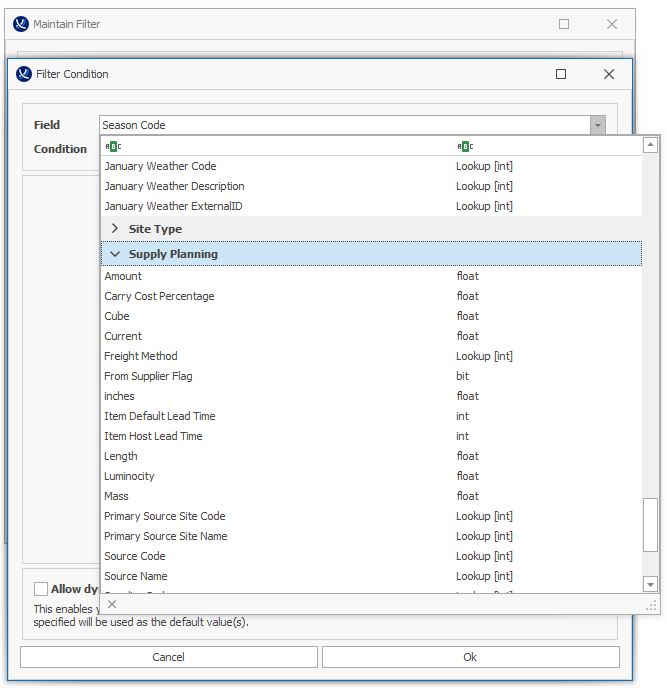 Maintain Filter
Filter Condition
Field Season Code
Condition
ABC ABC
January Weather Code Lookup [int]
January Weather Description Lookup [int]
January Weather ExternalID Lookup [int]
Site Type
Supply Planning
Amount float
Carry Cost Percentage float
Cube float
Current float
Freight Method Lookup [int]
From Supplier Flag bit
inches float
Item Default Lead Time int
Item Host Lead Time int
Length float
Luminocity float
Mass float
Primary Source Site Code Lookup [int]
Primary Source Site Name Lookup [int]
Source Code Lookup [int]
Source Name Lookup [int]
Allow dy
This enables y
specified will be used as the default value(s).
Cancel Ok